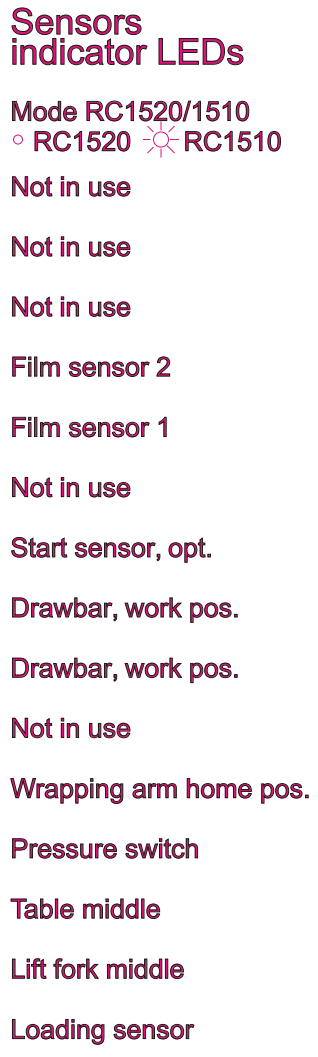 Sensors
indicator LEDs
Mode RC1520/1510
RC1520 RC1510
Not in use
Not in use
Not in use
Film sensor 2
Film sensor 1
Not in use
Start sensor, opt.
Drawbar, work pos.
Drawbar, work pos.
Not in use
Wrapping arm home pos.
Pressure switch
Table middle
Lift fork middle
Loading sensor